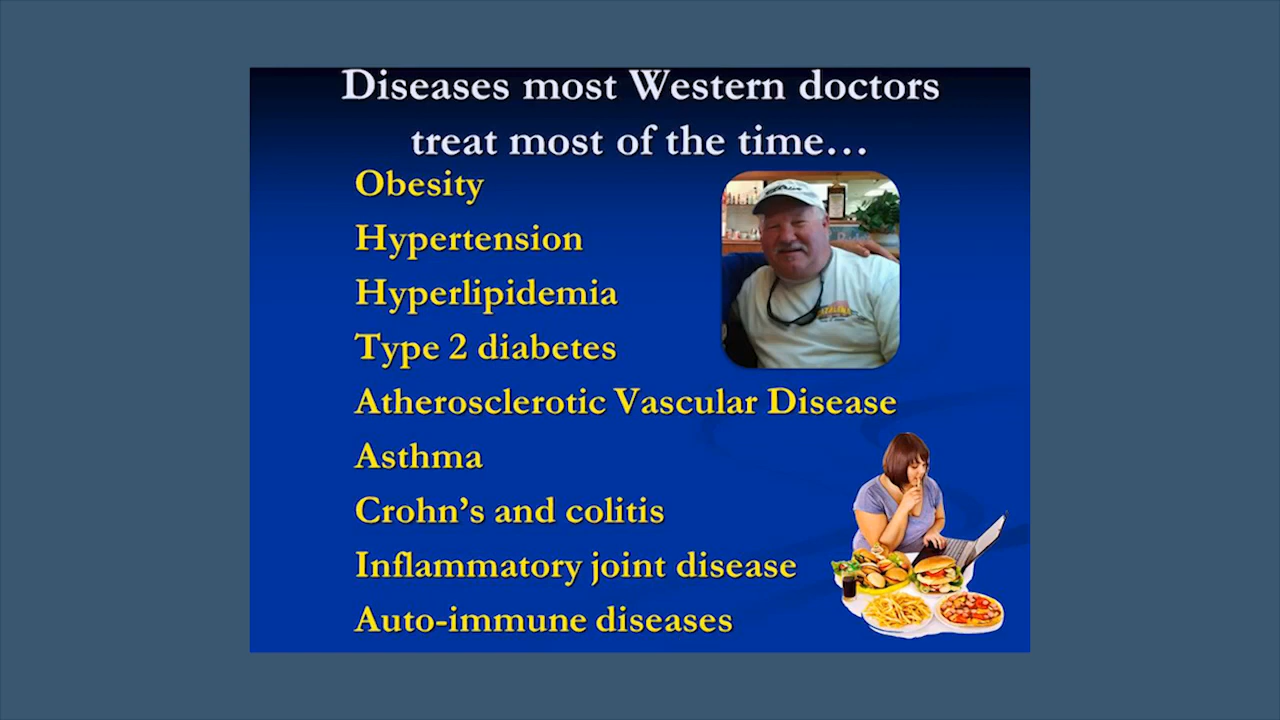 Diseases most Western doctors
treat most of the time…
Obesity
Hypertension
Hyperlipidemia
Type 2 diabetes
Atherosclerotic Vascular Disease
Asthma
Crohn’s and colitis
Inflammatory joint disease
Auto-immune diseases